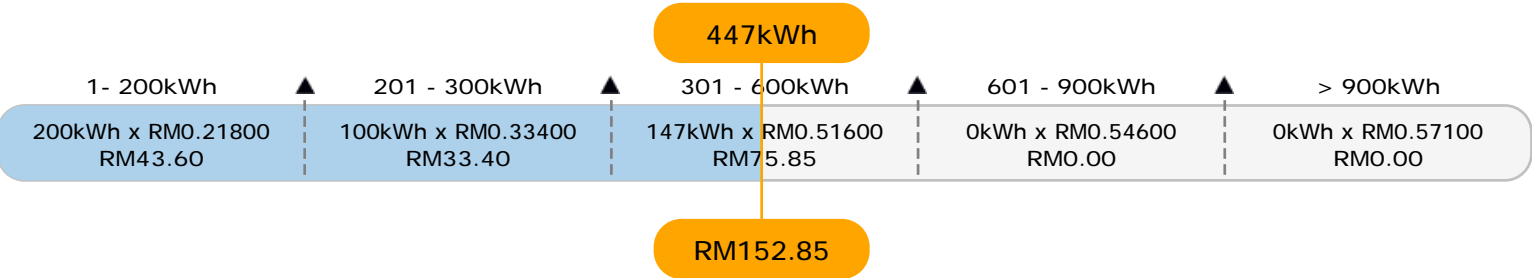 447kWh
1- 200kWh
201 - 300kWh
301 - 600kWh
601 - 900kWh
> 900kWh
200kWh x RM0.21800
RM43.60
100kWh x RM0.33400
RM33.40
147kWh x RM0.51600
RM75.85
0kWh x RM0.54600
RM0.00
0kWh x RM0.57100
RM0.00
RM152.85